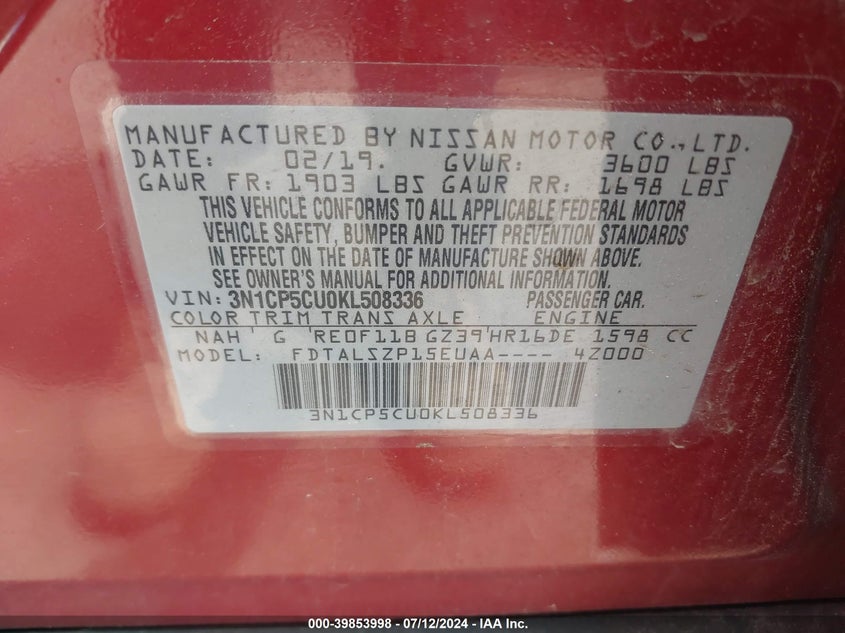 MANUFACTURED BY NISSAN MOTOR CO., LTD.
DATE: 02/19. GVWR: 3600 LBS
GAWR FR: 1903 LBS GAWR RR: 1698 LBS
THIS VEHICLE CONFORMS TO ALL APPLICABLE FEDERAL MOTOR
VEHICLE SAFETY, BUMPER AND THEFT PREVENTION STANDARDS
IN EFFECT ON THE DATE OF MANUFACTURE SHOWN ABOVE.
SEE OWNER'S MANUAL FOR ADDITIONAL INFORMATION.
VIN: 3N1CP5CU0KL508336 PASSENGER CAR.
COLOR TRIM TRANS AXLE ENGINE
NAH ' G ' RE0F11B GZ39 ' HR16DE 1598 CC
MODEL: FDTALSZP15EUAA---- 4Z000
3N1CP5CU0KL508336
000-39853998 - 07/12/2024 - IAA Inc.